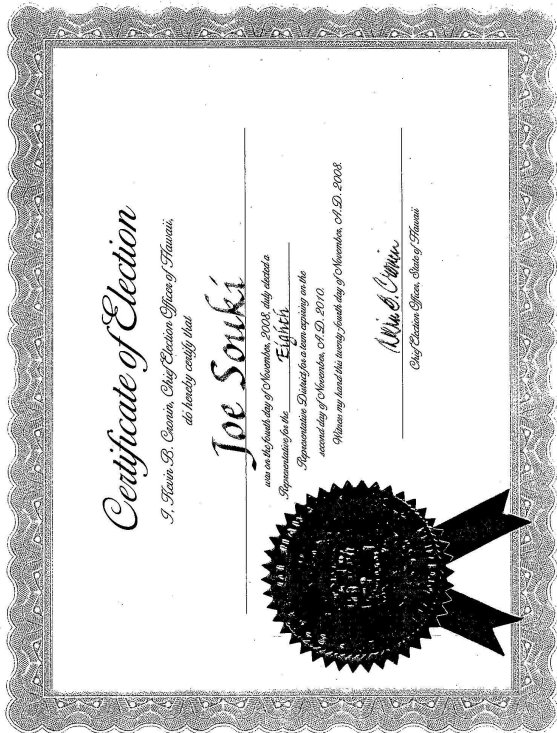 Certificate of Election
I, Kevin B. Cronin, Chief Election Officer of Hawaii,
do hereby certify that
Joe Souki
was on the fourth day of November, 2008, duly elected a
Representative for the Eighth
Representative District for a term expiring on the
second day of November, A.D. 2010.
Witness my hand this twenty-fourth day of November, A.D. 2008.
Kevin B. Cronin
Chief Election Officer, State of Hawaii